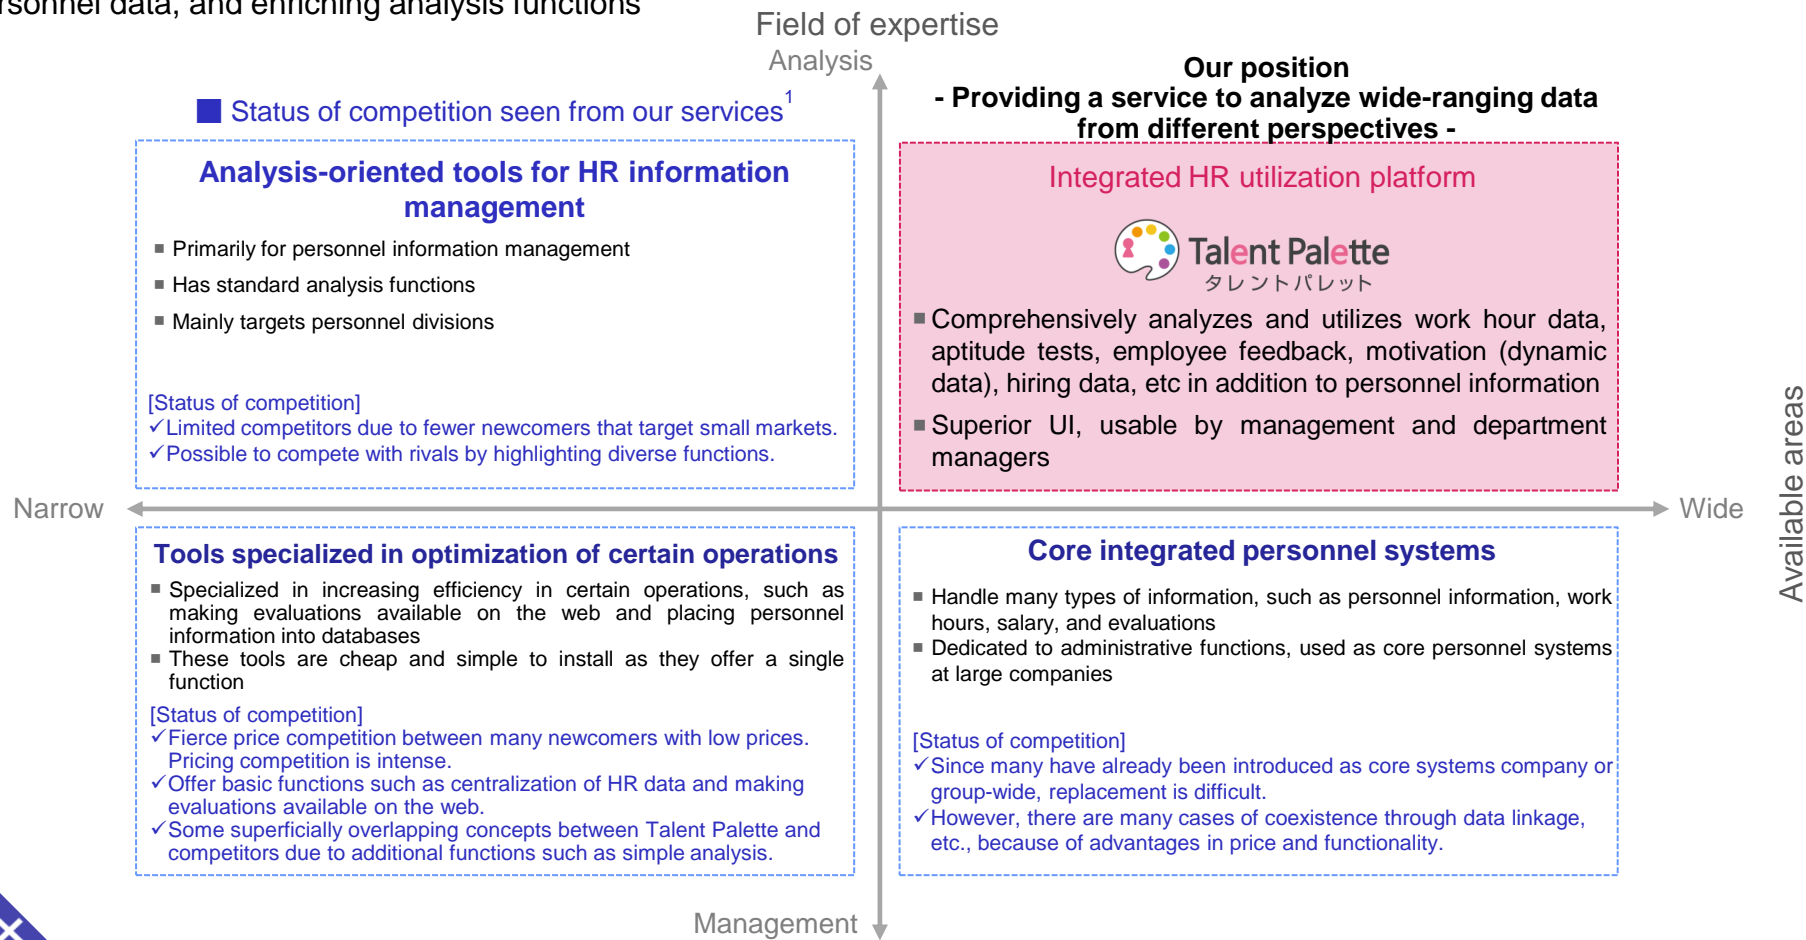 rsonnel data, and enriching analysis functions
Field of expertise
Analysis
Our position
- Providing a service to analyze wide-ranging data
from different perspectives -
■ Status of competition seen from our services1
Analysis-oriented tools for HR information
management
■ Primarily for personnel information management
■ Has standard analysis functions
■ Mainly targets personnel divisions
[Status of competition]
✓Limited competitors due to fewer newcomers that target small markets.
✓Possible to compete with rivals by highlighting diverse functions.
Integrated HR utilization platform
Talent Palette
タレントパレット
■ Comprehensively analyzes and utilizes work hour data,
aptitude tests, employee feedback, motivation (dynamic
data), hiring data, etc in addition to personnel information
■ Superior UI, usable by management and department
managers
Narrow
Wide
Available areas
Tools specialized in optimization of certain operations
■ Specialized in increasing efficiency in certain operations, such as
making evaluations available on the web and placing personnel
information into databases
■ These tools are cheap and simple to install as they offer a single
function
[Status of competition]
✓Fierce price competition between many newcomers with low prices.
Pricing competition is intense.
✓Offer basic functions such as centralization of HR data and making
evaluations available on the web.
✓Some superficially overlapping concepts between Talent Palette and
competitors due to additional functions such as simple analysis.
Core integrated personnel systems
■ Handle many types of information, such as personnel information, work
hours, salary, and evaluations
■ Dedicated to administrative functions, used as core personnel systems
at large companies
[Status of competition]
✓Since many have already been introduced as core systems company or
group-wide, replacement is difficult.
✓However, there are many cases of coexistence through data linkage,
etc., because of advantages in price and functionality.
Management